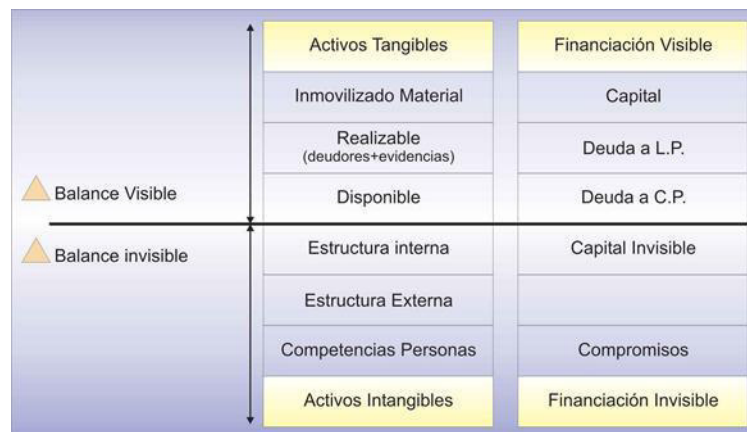 Activos Tangibles
Financiación Visible
Inmovilizado Material
Capital
Realizable
(deudores+evidencias)
Deuda a L.P.
Balance Visible
Disponible
Deuda a C.P.
Balance invisible
Estructura interna
Capital Invisible
Estructura Externa
Competencias Personas
Compromisos
Activos Intangibles
Financiación Invisible